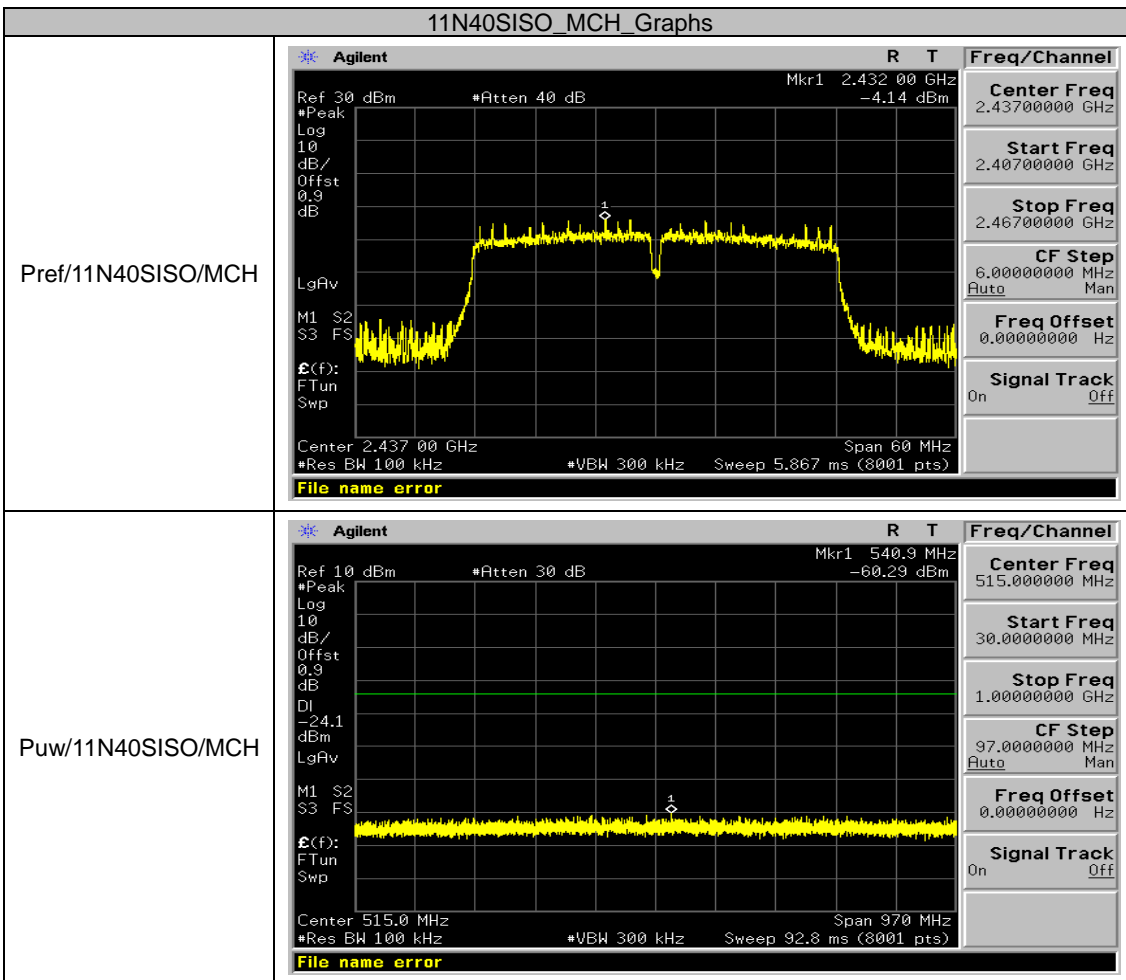 11N40SISO_MCH_Graphs
Pref/11N40SISO/MCH
Agilent R T
Mkr1 2.432 00 GHz
Ref 30 dBm #Atten 40 dB -4.14 dBm
#Peak
Log
10
dB/
Offst
0.9
dB
1
LgAv
M1 S2
S3 FS
£(f):
FTun
Swp
Center 2.437 00 GHz Span 60 MHz
#Res BW 100 kHz #VBW 300 kHz Sweep 5.867 ms (8001 pts)
File name error
Freq/Channel
Center Freq
2.43700000 GHz
Start Freq
2.40700000 GHz
Stop Freq
2.46700000 GHz
CF Step
6.00000000 MHz
Auto Man
Freq Offset
0.00000000 Hz
Signal Track
On Off
Puw/11N40SISO/MCH
Agilent R T
Mkr1 540.9 MHz
Ref 10 dBm #Atten 30 dB -60.29 dBm
#Peak
Log
10
dB/
Offst
0.9
dB
DI
-24.1
dBm
LgAv
1
M1 S2
S3 FS
£(f):
FTun
Swp
Center 515.0 MHz Span 970 MHz
#Res BW 100 kHz #VBW 300 kHz Sweep 92.8 ms (8001 pts)
File name error
Freq/Channel
Center Freq
515.000000 MHz
Start Freq
30.0000000 MHz
Stop Freq
1.00000000 GHz
CF Step
97.0000000 MHz
Auto Man
Freq Offset
0.00000000 Hz
Signal Track
On Off